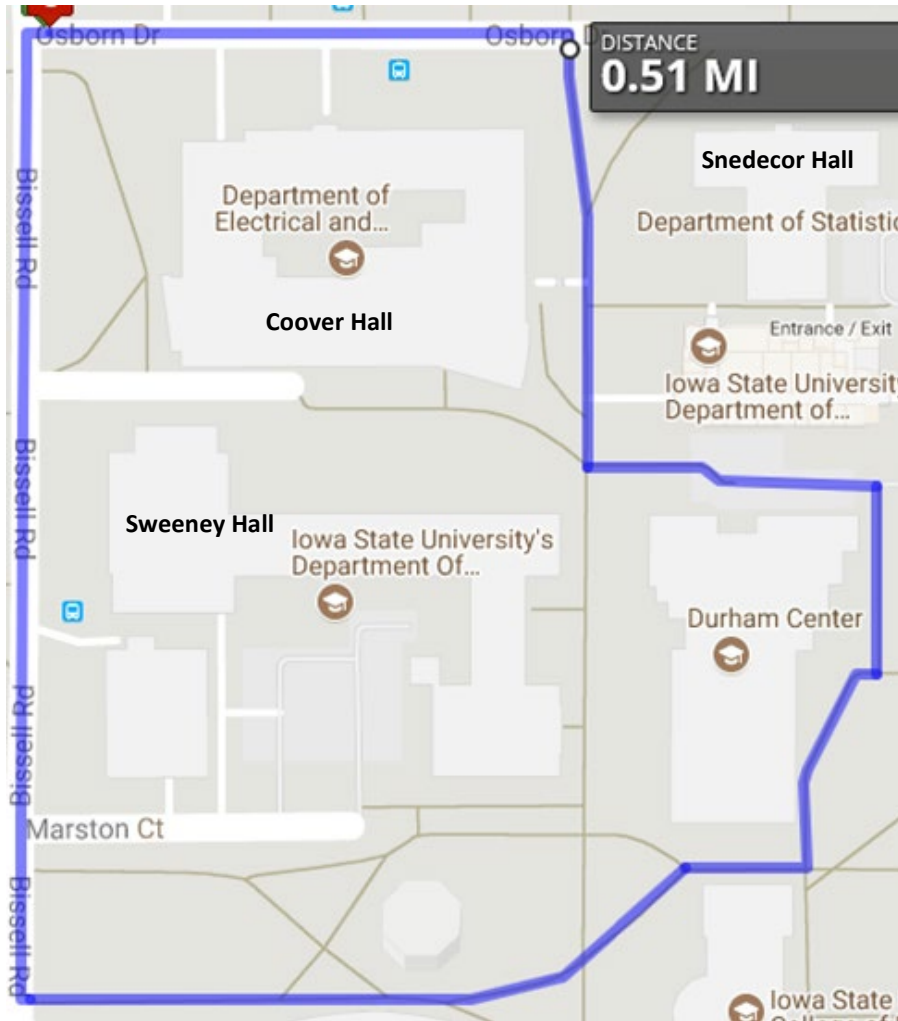 Osborn Dr
Osborn D
DISTANCE
0.51 MI
Snedecor Hall
Department of
Electrical and...
Department of Statistic
Bissell Rd
Coover Hall
Entrance / Exit
Iowa State University
Department of...
Bissell Rd
Sweeney Hall
Iowa State University's
Department Of...
Durham Center
Bissell Rd
Marston Ct
Bissell Rd
Iowa State